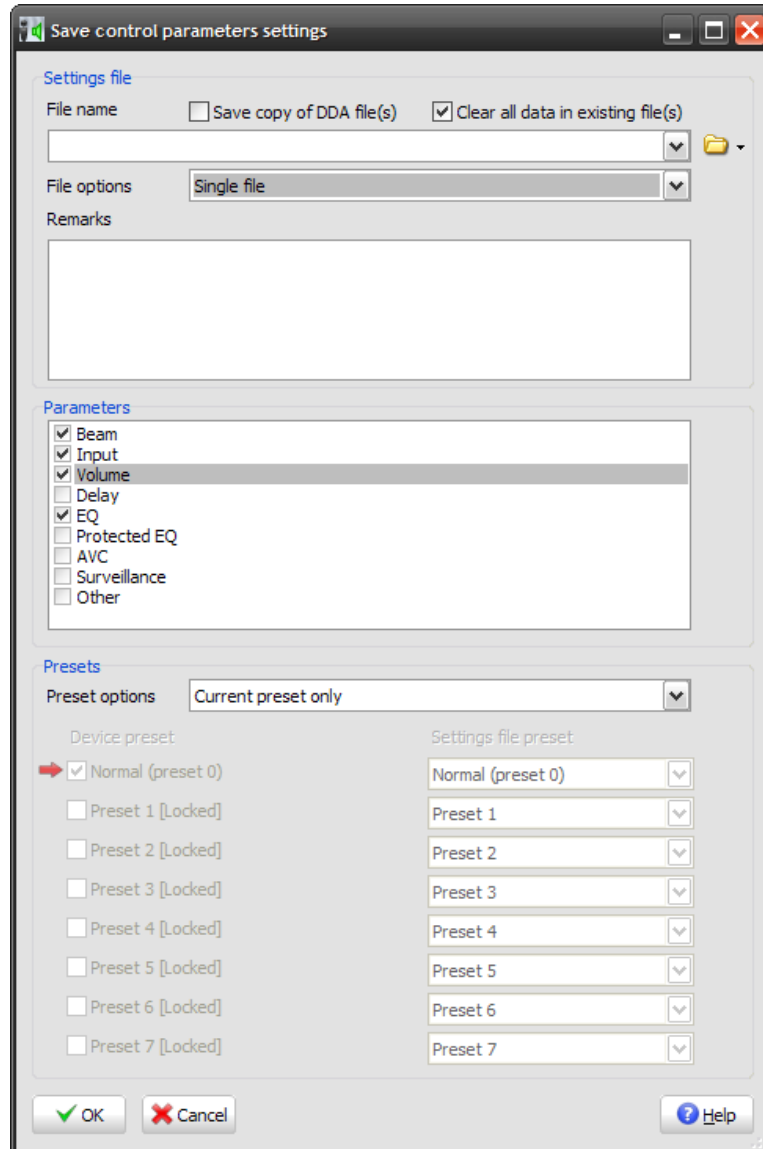 Save control parameters settings
Settings file
File name Save copy of DDA file(s) Clear all data in existing file(s)
File options Single file
Remarks
Parameters
Beam
Input
Volume
Delay
EQ
Protected EQ
AVC
Surveillance
Other
Presets
Preset options Current preset only
Device preset Settings file preset
Normal (preset 0) Normal (preset 0)
Preset 1 [Locked] Preset 1
Preset 2 [Locked] Preset 2
Preset 3 [Locked] Preset 3
Preset 4 [Locked] Preset 4
Preset 5 [Locked] Preset 5
Preset 6 [Locked] Preset 6
Preset 7 [Locked] Preset 7
OK Cancel Help